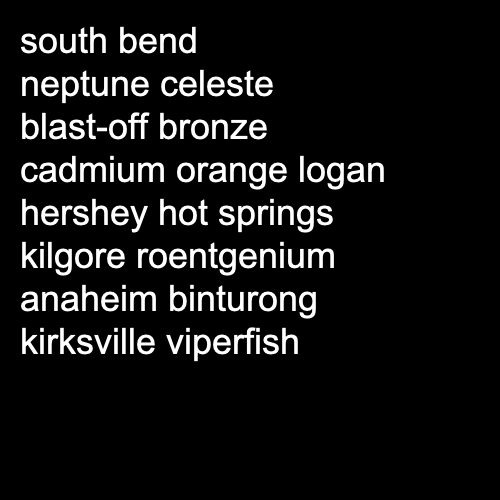 south bend
neptune celeste
blast-off bronze
cadmium orange logan
hershey hot springs
kilgore roentgenium
anaheim binturong
kirksville viperfish